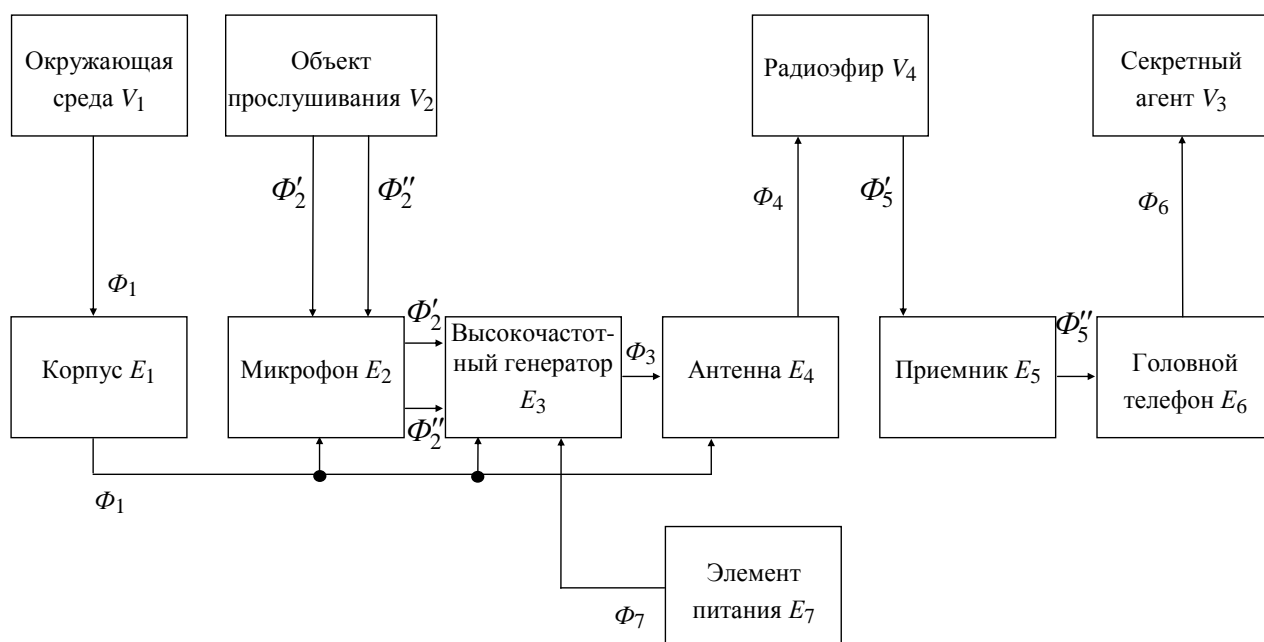 Окружающая
среда V₁
Объект
прослушивания V₂
Радиоэфир V₄
Секретный
агент V₃
Φ′₂
Φ″₂
Φ₄
Φ′₅
Φ₆
Φ₁
Корпус E₁
Микрофон E₂
Φ′₂
Φ″₂
Высокочастот-
ный генератор
E₃
Φ₃
Антенна E₄
Приемник E₅
Φ″₅
Головной
телефон E₆
Φ₁
Φ₇
Элемент
питания E₇